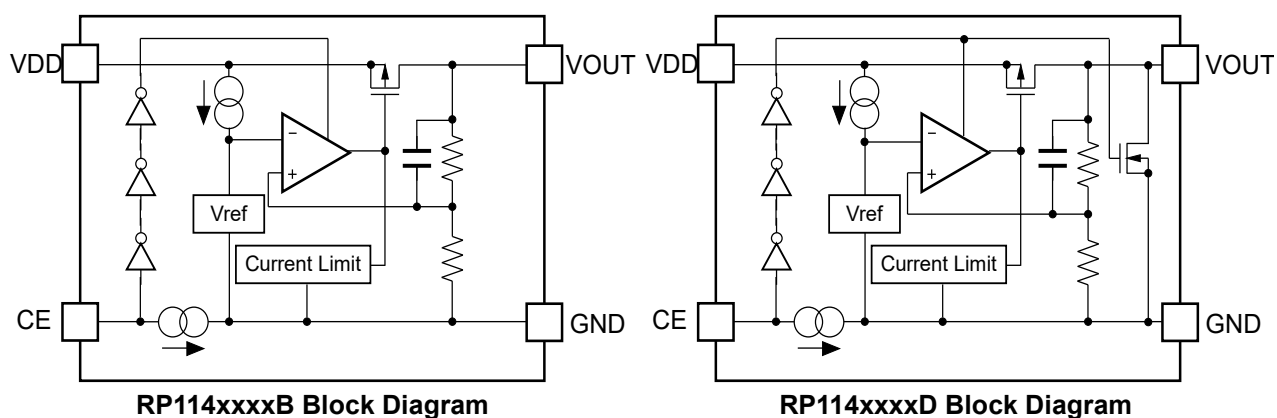 VDD
VOUT
−
+
Vref
Current Limit
CE
GND
RP114xxxxB Block Diagram
VDD
VOUT
−
+
Vref
Current Limit
CE
GND
RP114xxxxD Block Diagram